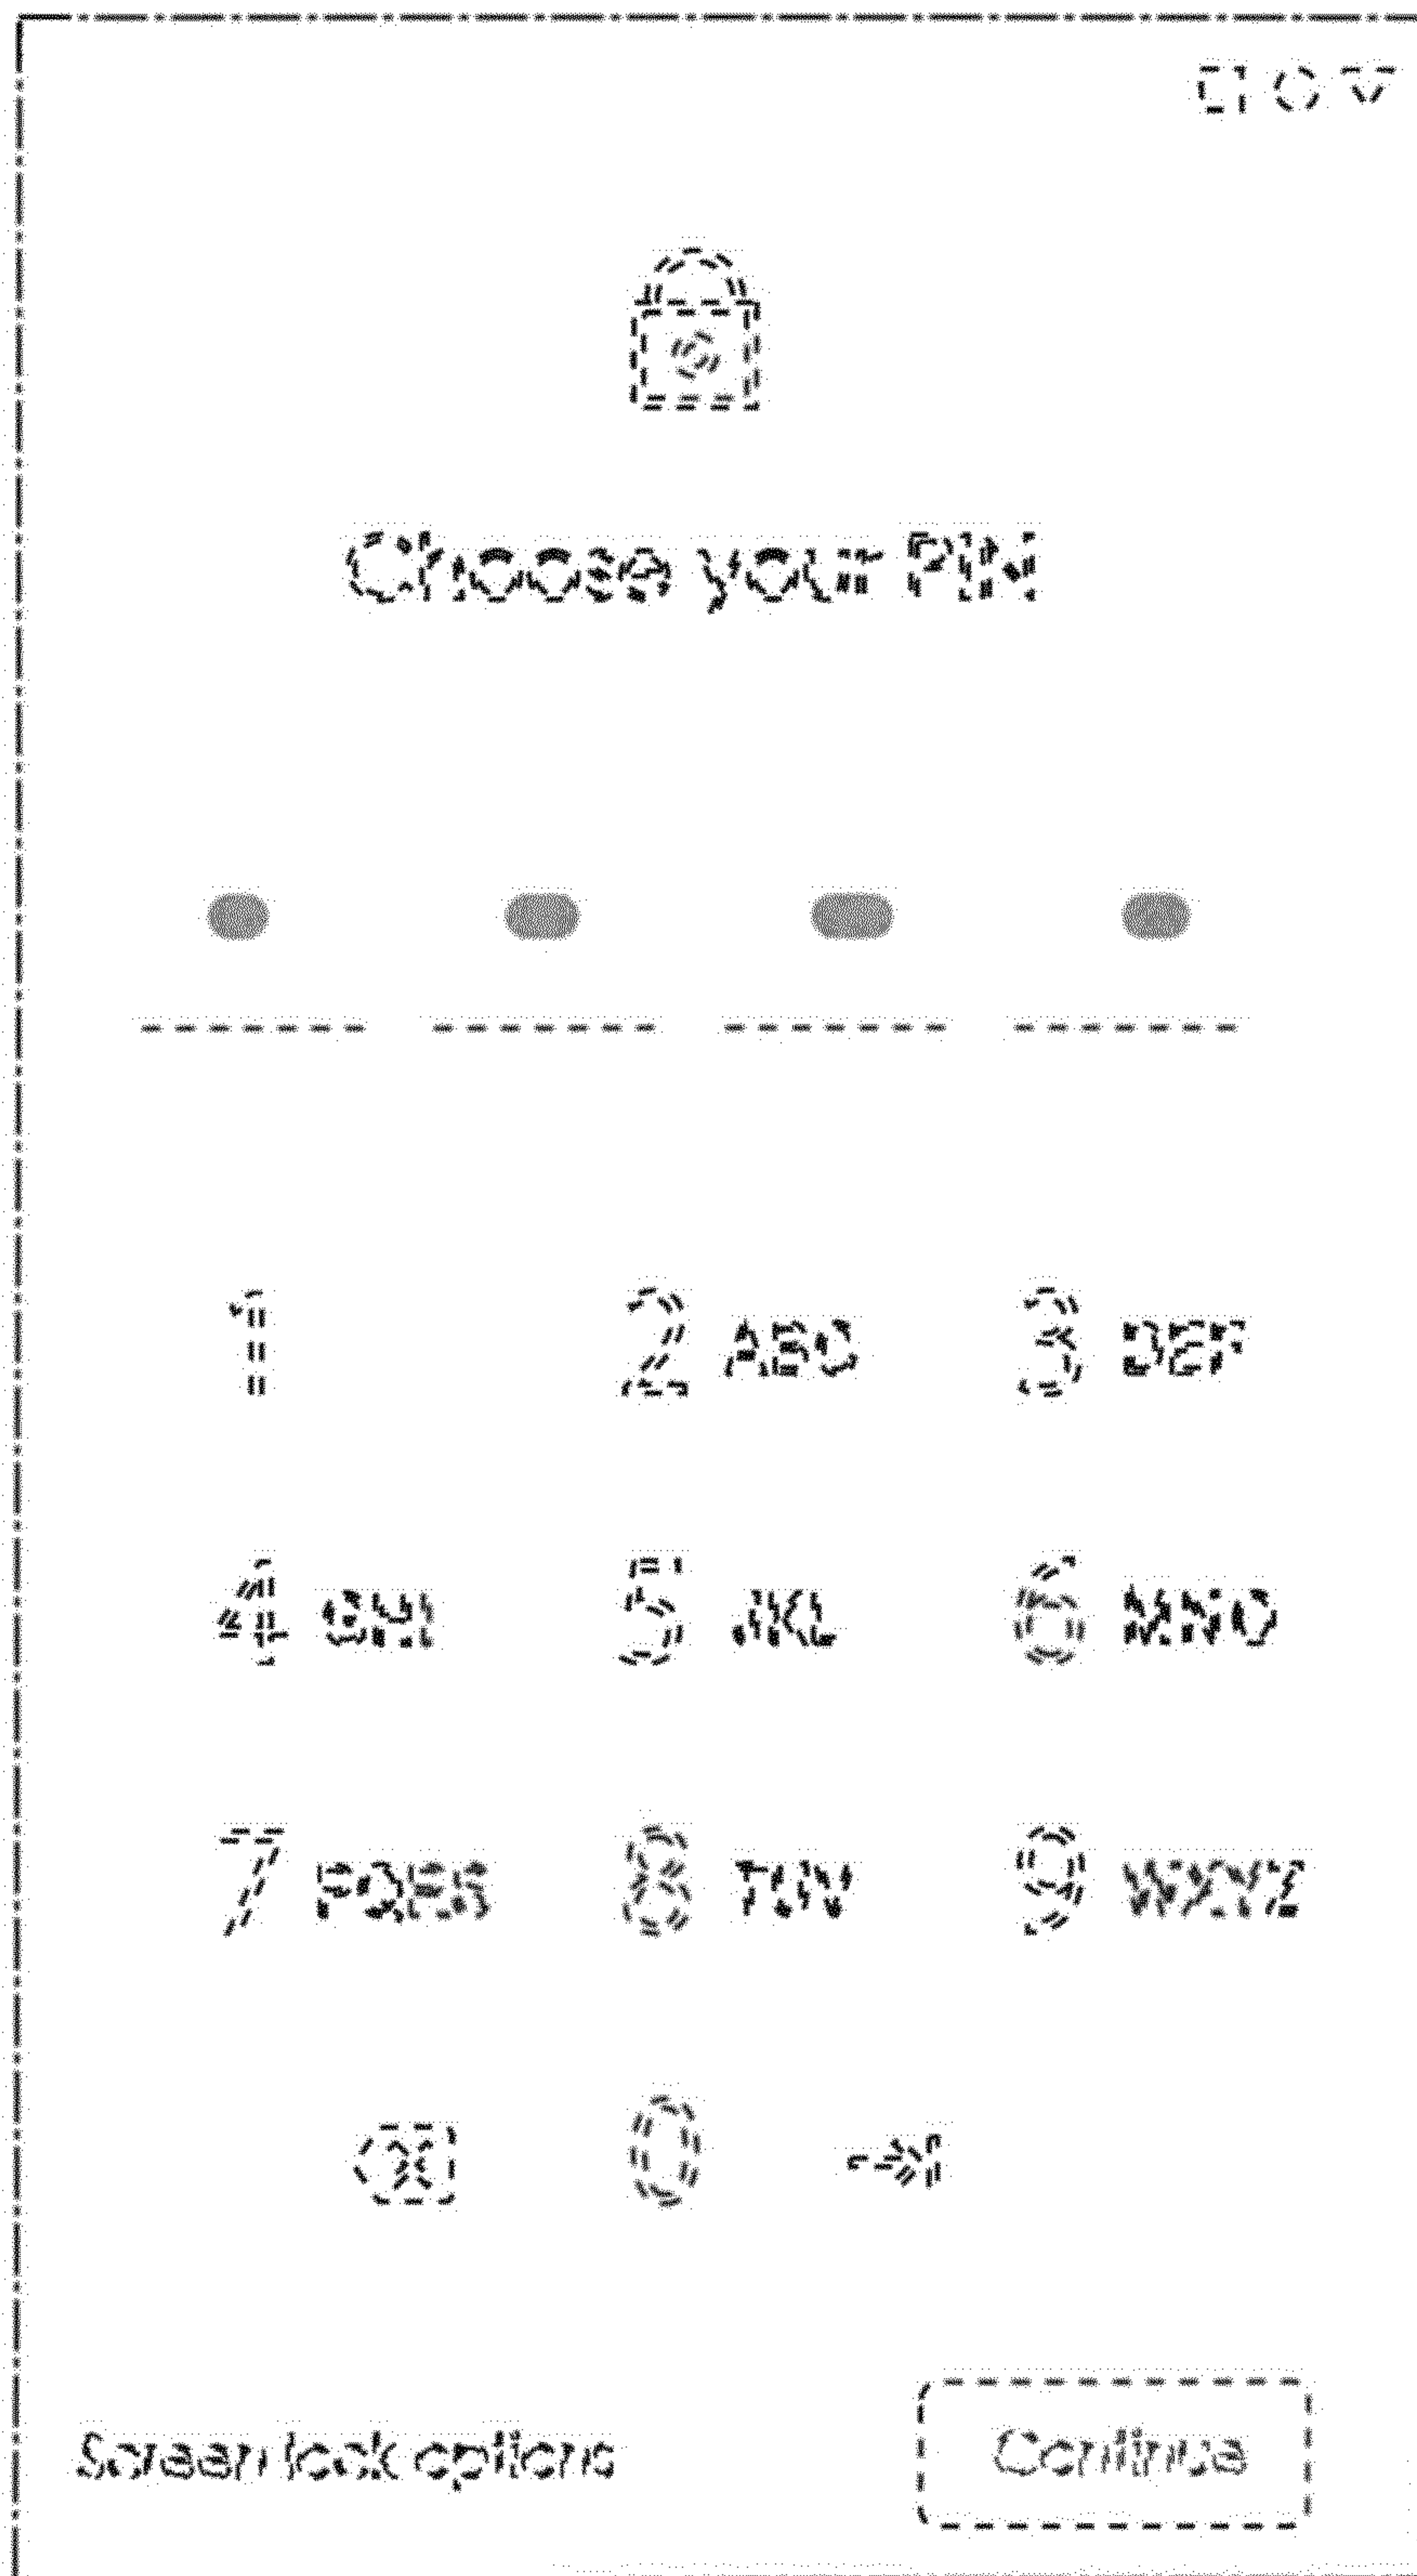 Choose your PIN
1 2 ABC 3 DEF
4 GHI 5 JKL 6 MNO
7 PQRS 8 TUV 9 WXYZ
0
Screen lock options Continue